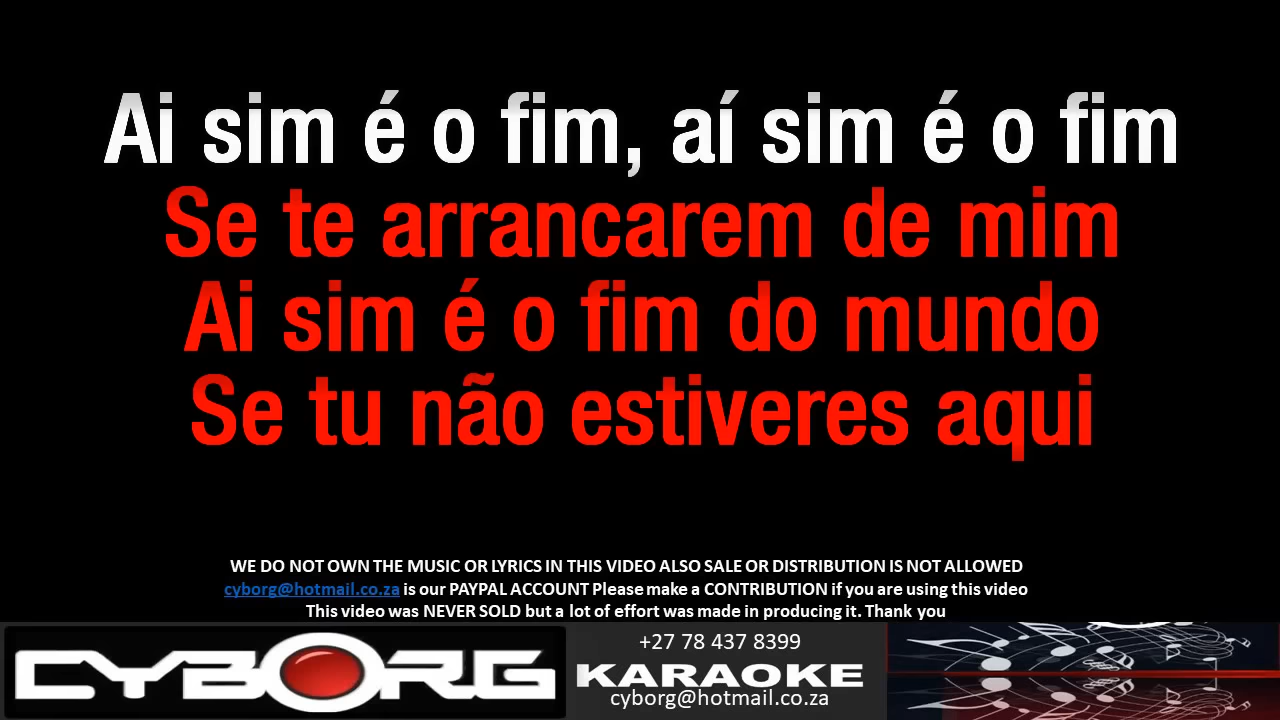 Ai sim é o fim, aí sim é o fim
Se te arrancarem de mim
Ai sim é o fim do mundo
Se tu não estiveres aqui
WE DO NOT OWN THE MUSIC OR LYRICS IN THIS VIDEO ALSO SALE OR DISTRIBUTION IS NOT ALLOWED
cyborg@hotmail.co.za is our PAYPAL ACCOUNT Please make a CONTRIBUTION if you are using this video
This video was NEVER SOLD but a lot of effort was made in producing it. Thank you
CYBORG
+27 78 437 8399
KARAOKE
cyborg@hotmail.co.za